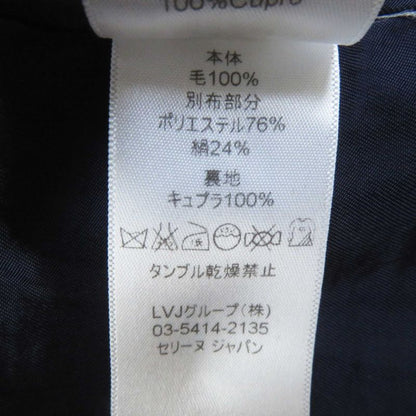 100%Cupro
本体
毛100%
別布部分
ポリエステル76%
絹24%
裏地
キュプラ100%
タンブル乾燥禁止
LVJグループ(株)
03-5414-2135
セリーヌ ジャパン